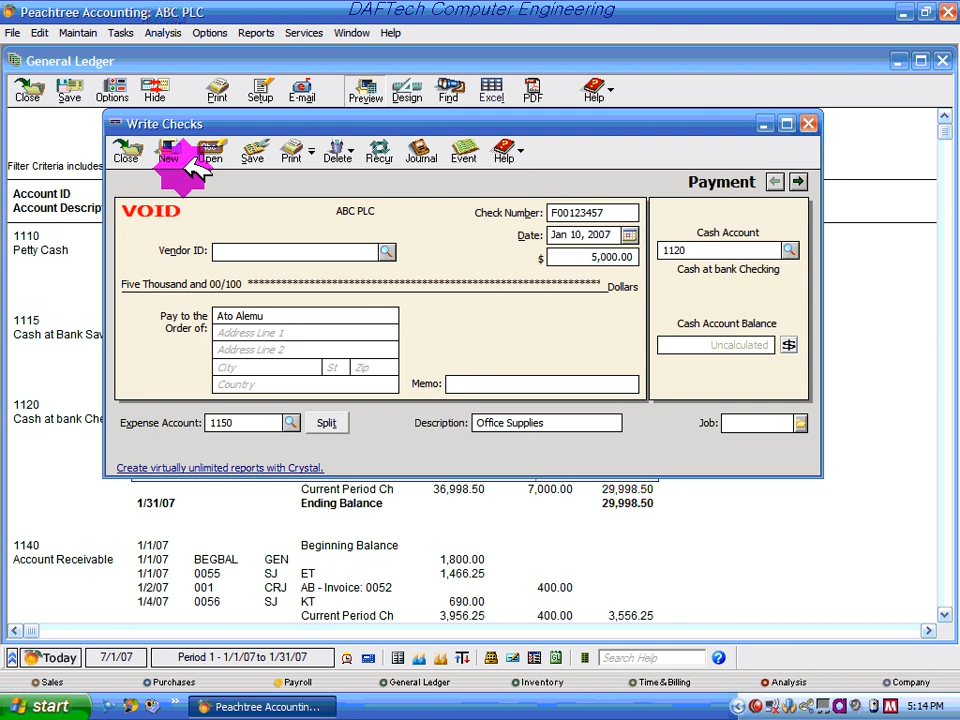 DAFTech Computer Engineering
Peachtree Accounting: ABC PLC
File Edit Maintain Tasks Analysis Options Reports Services Window Help
General Ledger
Close Save Options Hide Print Setup E-mail Preview Design Find Excel PDF Help
Write Checks
Close New Open Save Print Delete Recur Journal Event Help
Filter Criteria includes
Payment
Account ID
Account Descrip
VOID
ABC PLC
Check Number: F00123457
Date: Jan 10, 2007
$ 5,000.00
Vendor ID:
Five Thousand and 00/100 ****************************************************************** Dollars
Pay to the Order of:
Ato Alemu
Address Line 1
Address Line 2
City St Zip
Country
Memo:
Cash Account
1120
Cash at bank Checking
Cash Account Balance
Uncalculated
Expense Account: 1150 Split
Description: Office Supplies
Job:
Create virtually unlimited reports with Crystal.
1110
Petty Cash
1115
Cash at Bank Sav
1120
Cash at bank Che
Current Period Ch 36,998.50 7,000.00 29,998.50
1/31/07 Ending Balance 29,998.50
1140 1/1/07 Beginning Balance
Account Receivable 1/1/07 BEGBAL GEN 1,800.00
1/1/07 0055 SJ ET 1,466.25
1/2/07 001 CRJ AB - Invoice: 0052 400.00
1/4/07 0056 SJ KT 690.00
Current Period Ch 3,956.25 400.00 3,556.25
Today 7/1/07 Period 1 - 1/1/07 to 1/31/07 Search Help
Sales Purchases Payroll General Ledger Inventory Time & Billing Analysis Company
start Peachtree Accountin... 5:14 PM